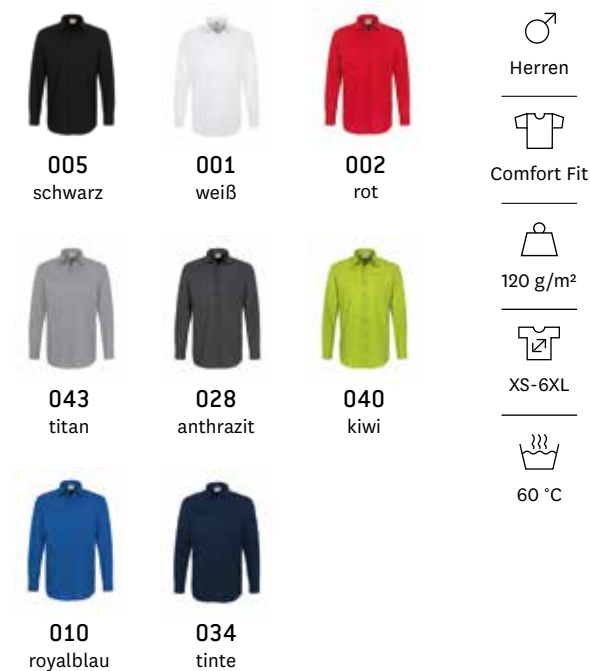 005
schwarz
001
weiß
002
rot
043
titan
028
anthrazit
040
kiwi
010
royalblau
034
tinte
Herren
Comfort Fit
120 g/m²
XS-6XL
60 °C